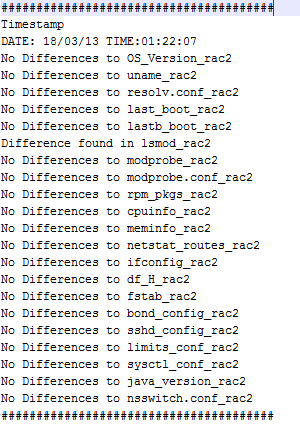 #######################################
Timestamp
DATE: 18/03/13 TIME:01:22:07
No Differences to OS_Version_rac2
No Differences to uname_rac2
No Differences to resolv.conf_rac2
No Differences to last_boot_rac2
No Differences to lastb_boot_rac2
Difference found in lsmod_rac2
No Differences to modprobe_rac2
No Differences to modprobe.conf_rac2
No Differences to rpm_pkgs_rac2
No Differences to cpuinfo_rac2
No Differences to meminfo_rac2
No Differences to netstat_routes_rac2
No Differences to ifconfig_rac2
No Differences to df_H_rac2
No Differences to fstab_rac2
No Differences to bond_config_rac2
No Differences to sshd_config_rac2
No Differences to limits_conf_rac2
No Differences to sysctl_conf_rac2
No Differences to java_version_rac2
No Differences to nsswitch.conf_rac2
#######################################